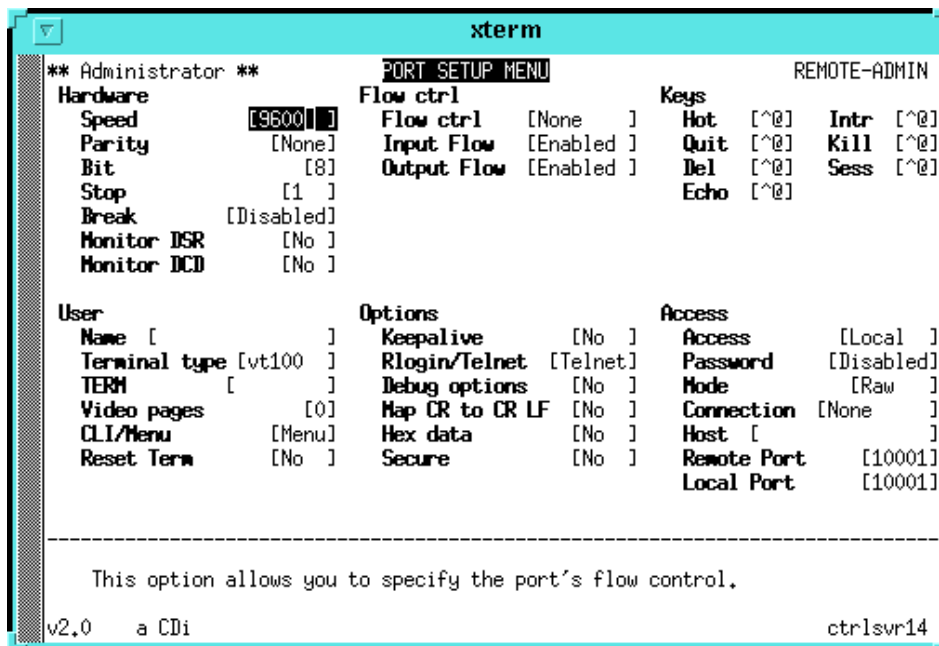 xterm
** Administrator ** PORT SETUP MENU REMOTE-ADMIN
Hardware Flow ctrl Keys
Speed [9600 ] Flow ctrl [None ] Hot [^@] Intr [^@]
Parity [None] Input Flow [Enabled ] Quit [^@] Kill [^@]
Bit [8] Output Flow [Enabled ] Del [^@] Sess [^@]
Stop [1 ] Echo [^@]
Break [Disabled]
Monitor DSR [No ]
Monitor DCD [No ]
User Options Access
Name [ ] Keepalive [No ] Access [Local ]
Terminal type [vt100 ] Rlogin/Telnet [Telnet] Password [Disabled]
TERM [ ] Debug options [No ] Mode [Raw ]
Video pages [0] Map CR to CR LF [No ] Connection [None ]
CLI/Menu [Menu] Hex data [No ] Host [ ]
Reset Term [No ] Secure [No ] Remote Port [10001]
Local Port [10001]
This option allows you to specify the port's flow control.
v2.0 a CDi ctrlsvr14